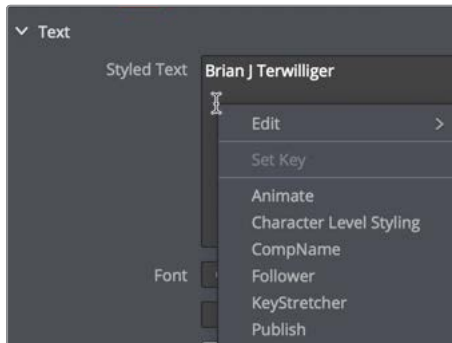 Text
Styled Text
Brian J Terwilliger
Edit
Set Key
Animate
Character Level Styling
CompName
Follower
Font
KeyStretcher
Publish